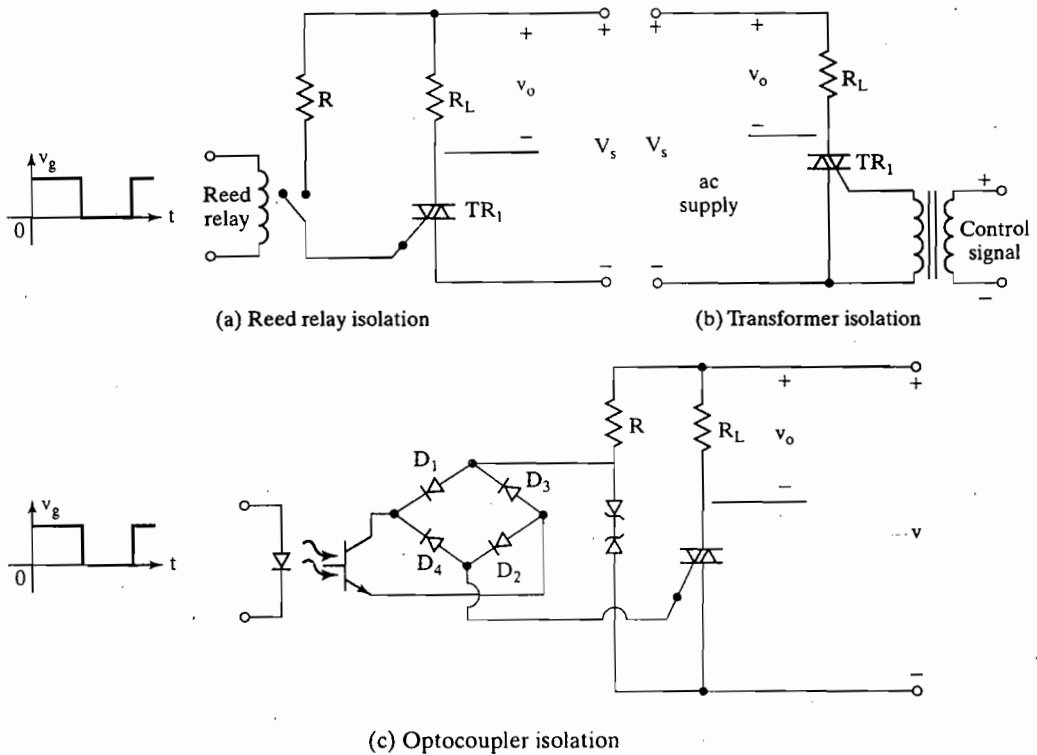 + + +
R
R_L
v_o
−
V_s
v_g
0
t
Reed
relay
TR_1
−
(a) Reed relay isolation
+ +
v_o
R_L
−
V_s
ac
supply
TR_1
+
Control
signal
−
−
(b) Transformer isolation
+ +
R
R_L
v_o
−
v
D_1
D_3
D_4
D_2
v_g
0
t
−
(c) Optocoupler isolation